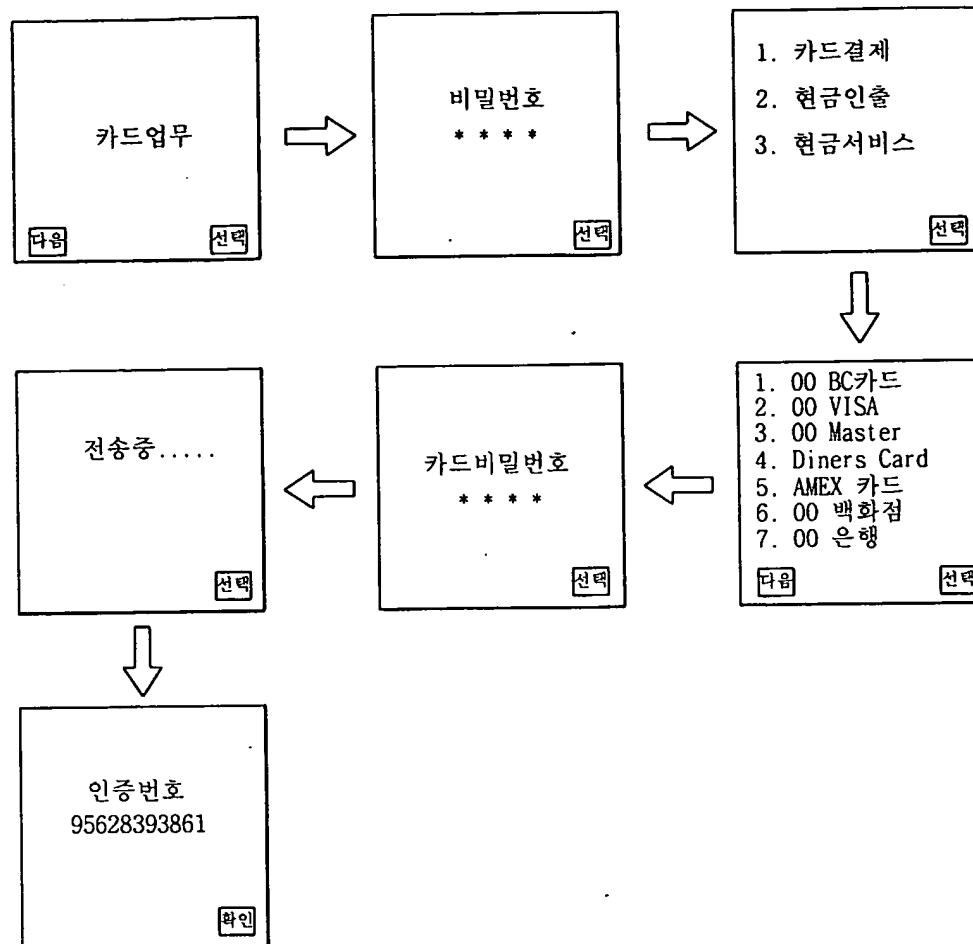 카드업무
다음
선택
비밀번호
* * * *
선택
1. 카드결제
2. 현금인출
3. 현금서비스
선택
1. 00 BC카드
2. 00 VISA
3. 00 Master
4. Diners Card
5. AMEX 카드
6. 00 백화점
7. 00 은행
다음
선택
카드비밀번호
* * * *
선택
전송중.....
선택
인증번호
95628393861
확인